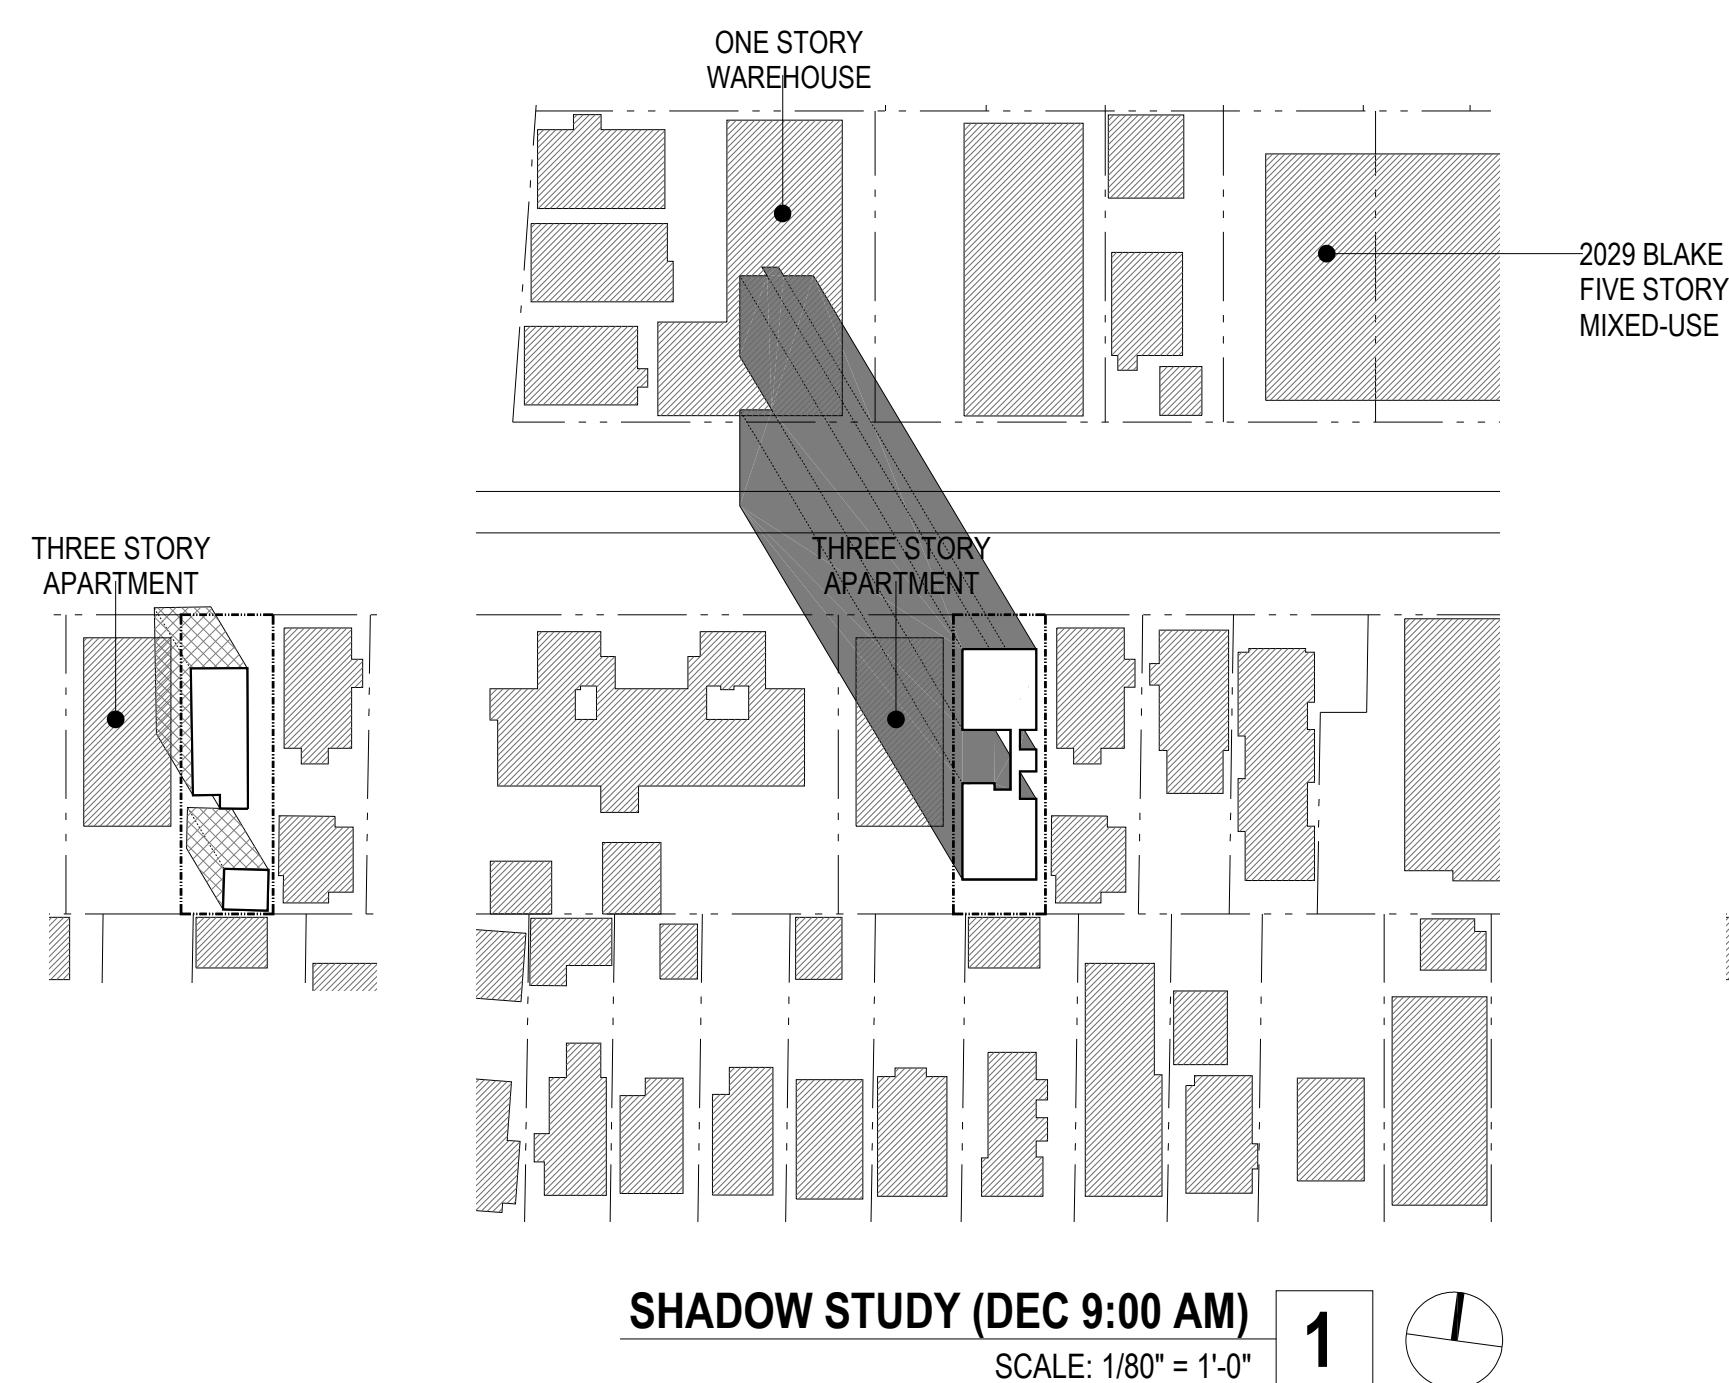 ONE STORY
WAREHOUSE
2029 BLAKE
FIVE STORY
MIXED-USE
THREE STORY
APARTMENT
THREE STORY
APARTMENT
SHADOW STUDY (DEC 9:00 AM)
SCALE: 1/80" = 1'-0"
1